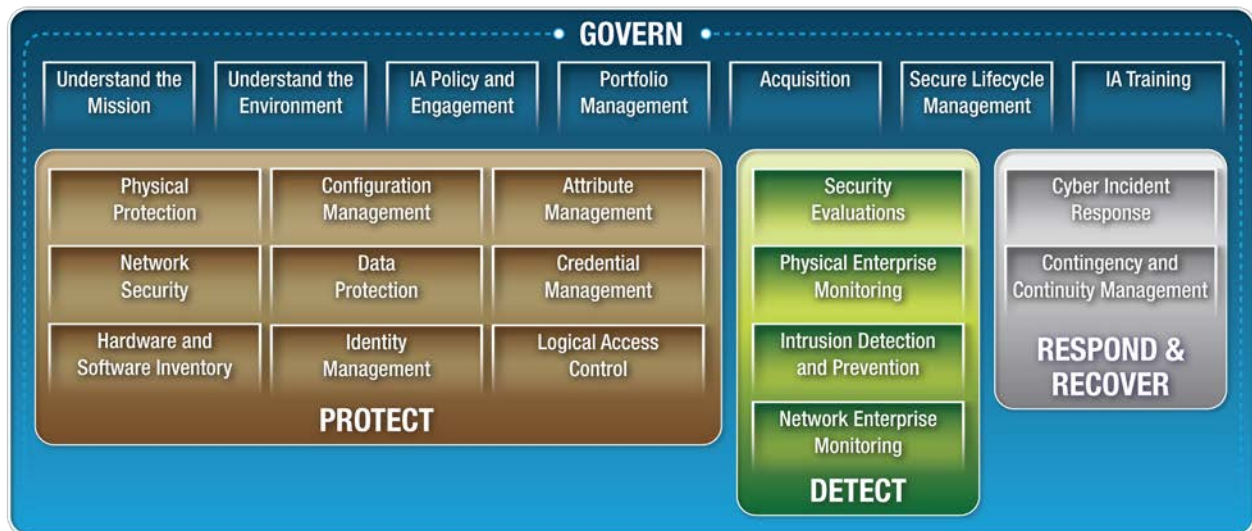 GOVERN
Understand the
Mission
Understand the
Environment
IA Policy and
Engagement
Portfolio
Management
Acquisition
Secure Lifecycle
Management
IA Training
Physical
Protection
Configuration
Management
Attribute
Management
Network
Security
Data
Protection
Credential
Management
Hardware and
Software Inventory
Identity
Management
Logical Access
Control
PROTECT
Security
Evaluations
Physical Enterprise
Monitoring
Intrusion Detection
and Prevention
Network Enterprise
Monitoring
DETECT
Cyber Incident
Response
Contingency and
Continuity Management
RESPOND &
RECOVER